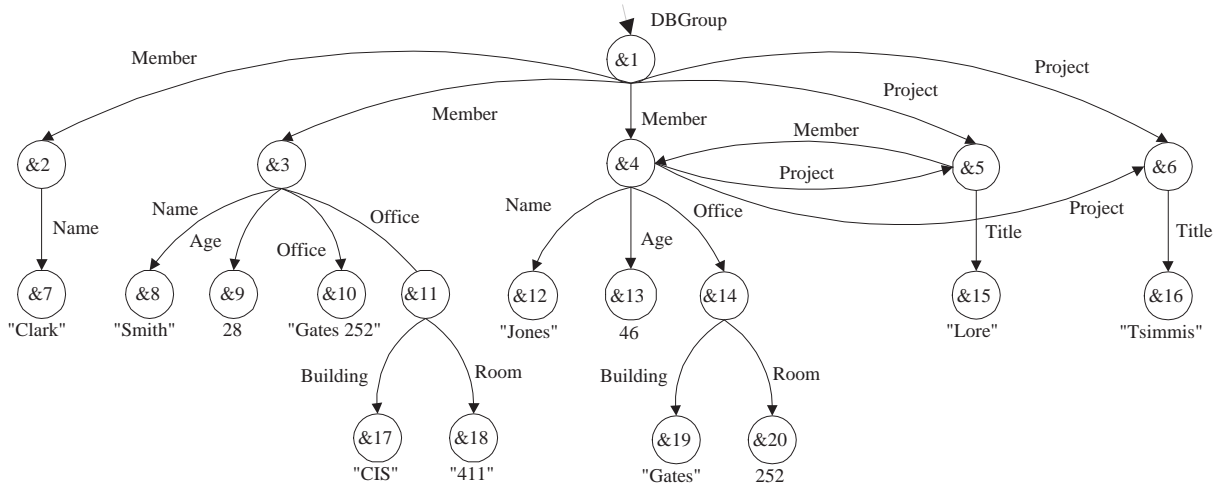 DBGroup
&1
Member
Project
Project
Member
Member
Member
&2
&3
&4
&5
&6
Project
Project
Name
Name
Age
Office
Office
Name
Age
Office
Title
Title
&7
&8
&9
&10
&11
&12
&13
&14
&15
&16
"Clark"
"Smith"
28
"Gates 252"
"Jones"
46
"Lore"
"Tsimmis"
Building
Room
Building
Room
&17
&18
&19
&20
"CIS"
"411"
"Gates"
252